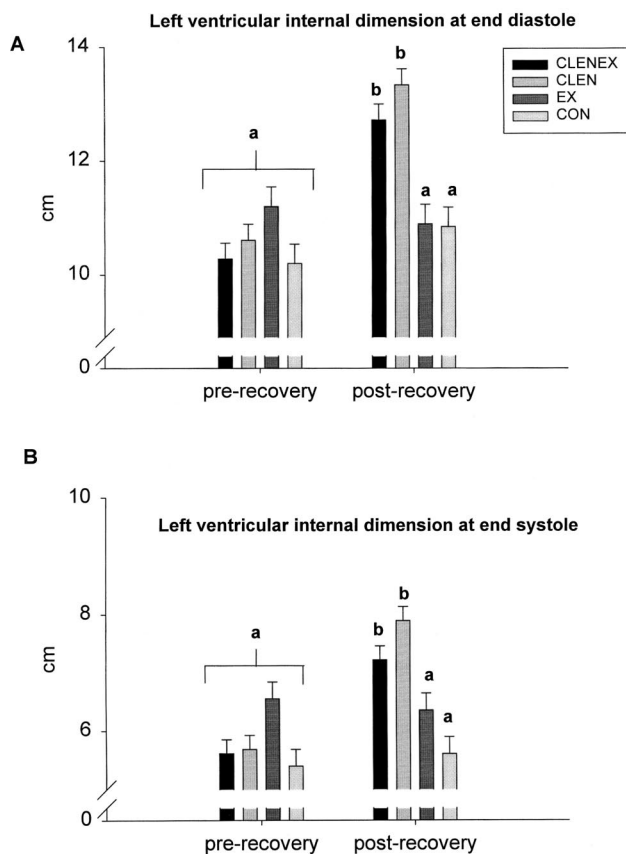 Left ventricular internal dimension at end diastole
A
14
12
10
0
cm
CLENEX
CLEN
EX
CON
a
b
b
a
a
pre-recovery
post-recovery
B
Left ventricular internal dimension at end systole
10
8
6
0
cm
a
b
b
a
a
pre-recovery
post-recovery